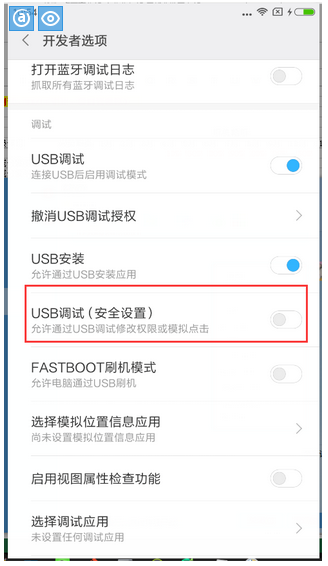 开发者选项
打开蓝牙调试日志
抓取所有蓝牙调试日志
调试
USB调试
连接USB后启用调试模式
撤消USB调试授权
USB安装
允许通过USB安装应用
USB调试（安全设置）
允许通过USB调试修改权限或模拟点击
FASTBOOT刷机模式
允许电脑通过USB刷机
选择模拟位置信息应用
尚未设置模拟位置信息应用
启用视图属性检查功能
选择调试应用
未设置任何调试应用